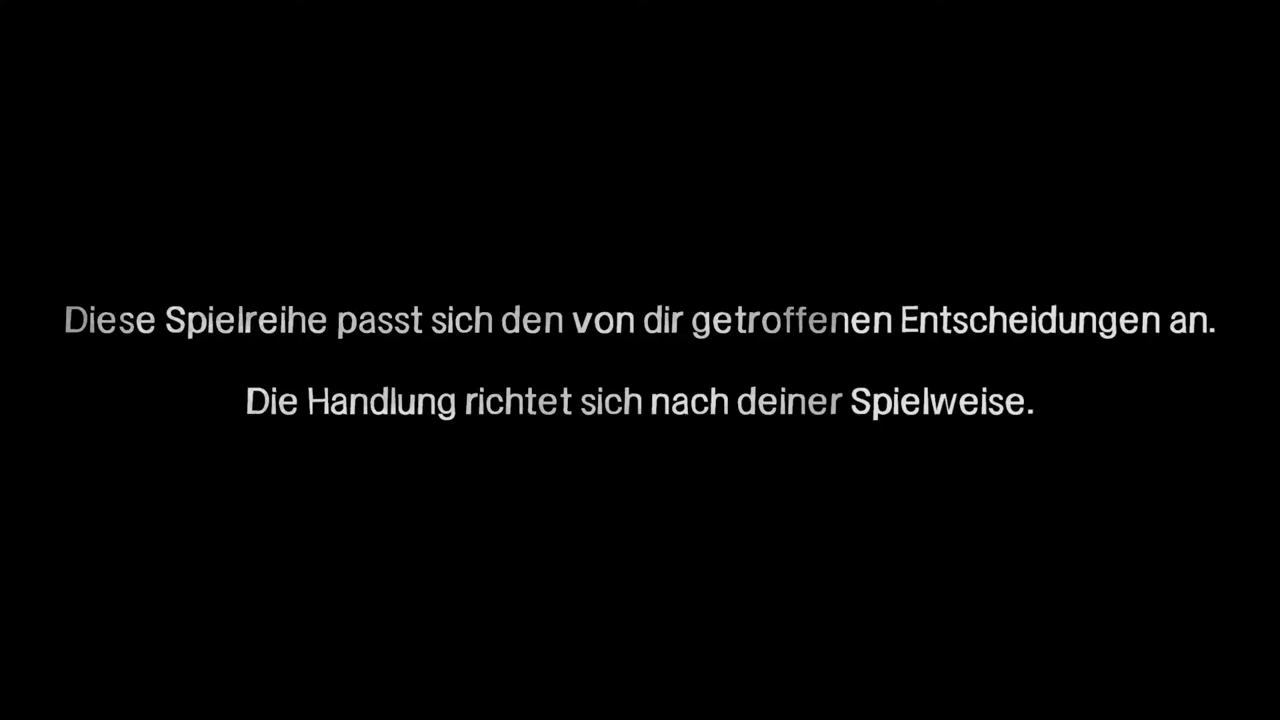 Diese Spielreihe passt sich den von dir getroffenen Entscheidungen an.
Die Handlung richtet sich nach deiner Spielweise.